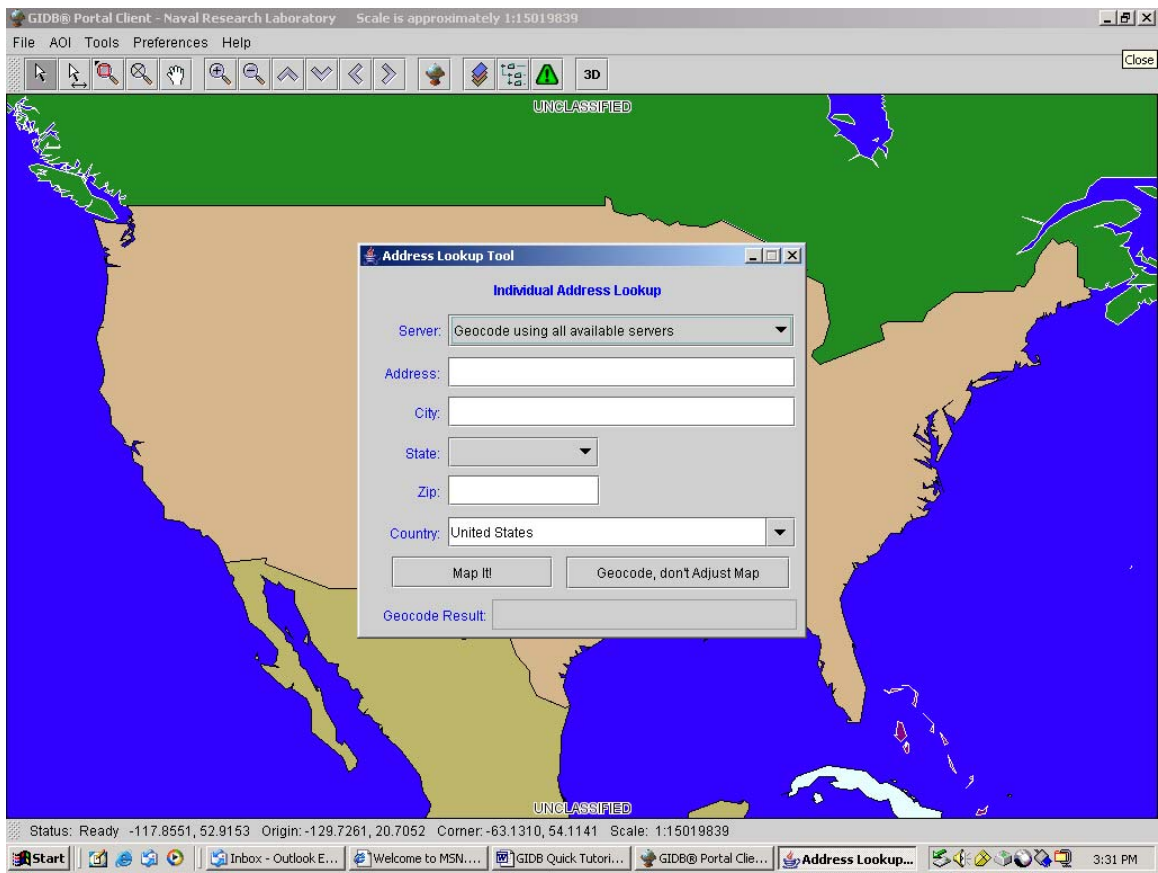 GIDB® Portal Client - Naval Research Laboratory Scale is approximately 1:15019839
File AOI Tools Preferences Help
Close
3D
UNCLASSIFIED
Address Lookup Tool
Individual Address Lookup
Server: Geocode using all available servers
Address:
City:
State:
Zip:
Country: United States
Map It! Geocode, don't Adjust Map
Geocode Result:
UNCLASSIFIED
Status: Ready -117.8551, 52.9153 Origin:-129.7261, 20.7052 Corner:-63.1310, 54.1141 Scale: 1:15019839
Start Inbox - Outlook E... Welcome to MSN.... GIDB Quick Tutori... GIDB® Portal Clie... Address Lookup... 3:31 PM